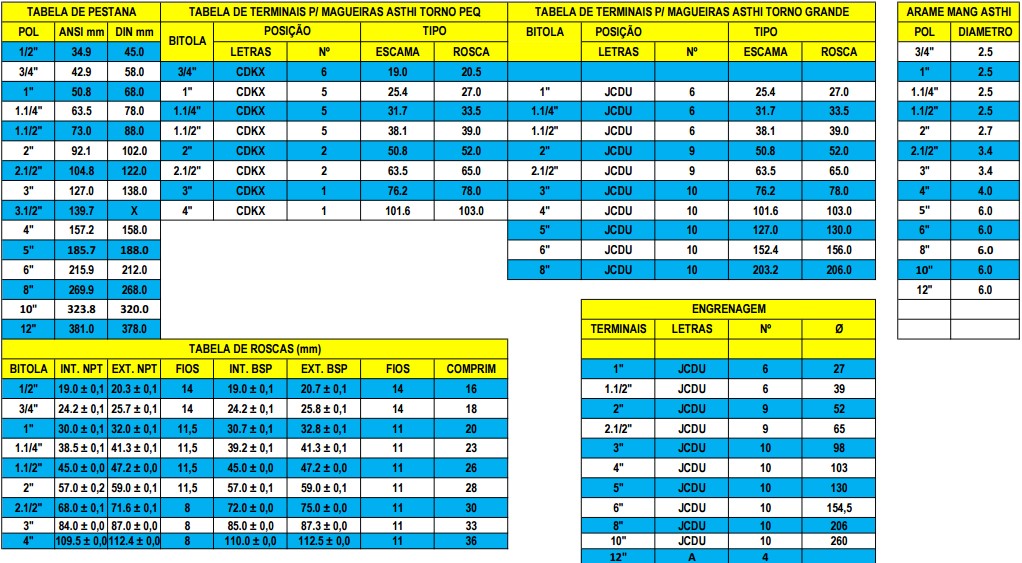 TABELA DE PESTANA
POL ANSI mm DIN mm
1/2" 34.9 45.0
3/4" 42.9 58.0
1" 50.8 68.0
1.1/4" 63.5 78.0
1.1/2" 73.0 88.0
2" 92.1 102.0
2.1/2" 104.8 122.0
3" 127.0 138.0
3.1/2" 139.7 X
4" 157.2 158.0
5" 185.7 188.0
6" 215.9 212.0
8" 269.9 268.0
10" 323.8 320.0
12" 381.0 378.0
TABELA DE TERMINAIS P/ MAGUEIRAS ASTHI TORNO PEQ
BITOLA POSIÇÃO TIPO
LETRAS Nº ESCAMA ROSCA
3/4" CDKX 6 19.0 20.5
1" CDKX 5 25.4 27.0
1.1/4" CDKX 5 31.7 33.5
1.1/2" CDKX 5 38.1 39.0
2" CDKX 2 50.8 52.0
2.1/2" CDKX 2 63.5 65.0
3" CDKX 1 76.2 78.0
4" CDKX 1 101.6 103.0
TABELA DE TERMINAIS P/ MAGUEIRAS ASTHI TORNO GRANDE
BITOLA POSIÇÃO TIPO
LETRAS Nº ESCAMA ROSCA
1" JCDU 6 25.4 27.0
1.1/4" JCDU 6 31.7 33.5
1.1/2" JCDU 6 38.1 39.0
2" JCDU 9 50.8 52.0
2.1/2" JCDU 9 63.5 65.0
3" JCDU 10 76.2 78.0
4" JCDU 10 101.6 103.0
5" JCDU 10 127.0 130.0
6" JCDU 10 152.4 156.0
8" JCDU 10 203.2 206.0
ARAME MANG ASTHI
POL DIAMETRO
3/4" 2.5
1" 2.5
1.1/4" 2.5
1.1/2" 2.5
2" 2.7
2.1/2" 3.4
3" 3.4
4" 4.0
5" 6.0
6" 6.0
8" 6.0
10" 6.0
12" 6.0
TABELA DE ROSCAS (mm)
BITOLA INT. NPT EXT. NPT FIOS INT. BSP EXT. BSP FIOS COMPRIM
1/2" 19.0 ± 0,1 20.3 ± 0,1 14 19.0 ± 0,1 20.7 ± 0,1 14 16
3/4" 24.2 ± 0,1 25.7 ± 0,1 14 24.2 ± 0,1 25.8 ± 0,1 14 18
1" 30.0 ± 0,1 32.0 ± 0,1 11,5 30.7 ± 0,1 32.8 ± 0,1 11 20
1.1/4" 38.5 ± 0,1 41.3 ± 0,1 11,5 39.2 ± 0,1 41.3 ± 0,1 11 23
1.1/2" 45.0 ± 0,0 47.2 ± 0,1 11,5 45.0 ± 0,0 47.2 ± 0,0 11 26
2" 57.0 ± 0,2 59.0 ± 0,1 11,5 57.0 ± 0,1 59.0 ± 0,1 11 28
2.1/2" 68.0 ± 0,1 71.6 ± 0,1 8 72.0 ± 0,0 75.0 ± 0,0 11 30
3" 84.0 ± 0,0 87.0 ± 0,0 8 85.0 ± 0,0 87.3 ± 0,0 11 33
4" 109.5 ± 0,0 112.4 ± 0,0 8 110.0 ± 0,0 112.5 ± 0,0 11 36
ENGRENAGEM
TERMINAIS LETRAS Nº Ø
1" JCDU 6 27
1.1/2" JCDU 6 39
2" JCDU 9 52
2.1/2" JCDU 9 65
3" JCDU 10 98
4" JCDU 10 103
5" JCDU 10 130
6" JCDU 10 154,5
8" JCDU 10 206
10" JCDU 10 260
12" A 4